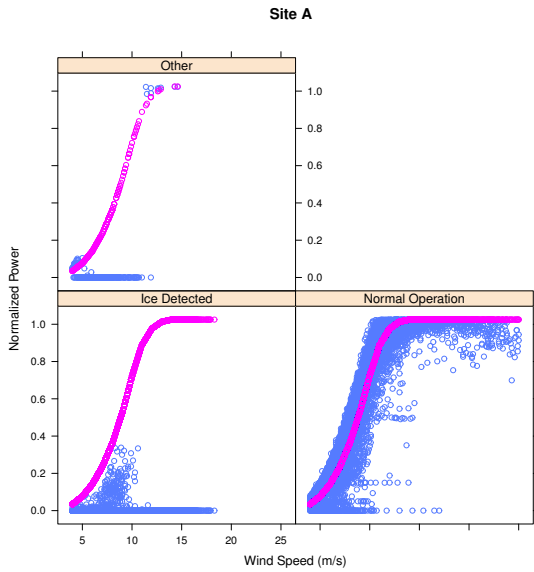 Site A
Other
1.0
0.8
0.6
0.4
0.2
0.0
Ice Detected
Normal Operation
1.0
0.8
0.6
0.4
0.2
0.0
5 10 15 20 25
Normalized Power
Wind Speed (m/s)